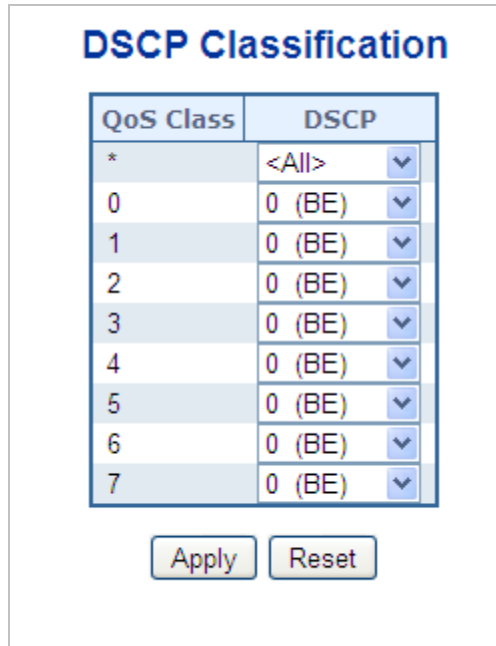 DSCP Classification
QoS Class DSCP
* <All>
0 0 (BE)
1 0 (BE)
2 0 (BE)
3 0 (BE)
4 0 (BE)
5 0 (BE)
6 0 (BE)
7 0 (BE)
Apply Reset